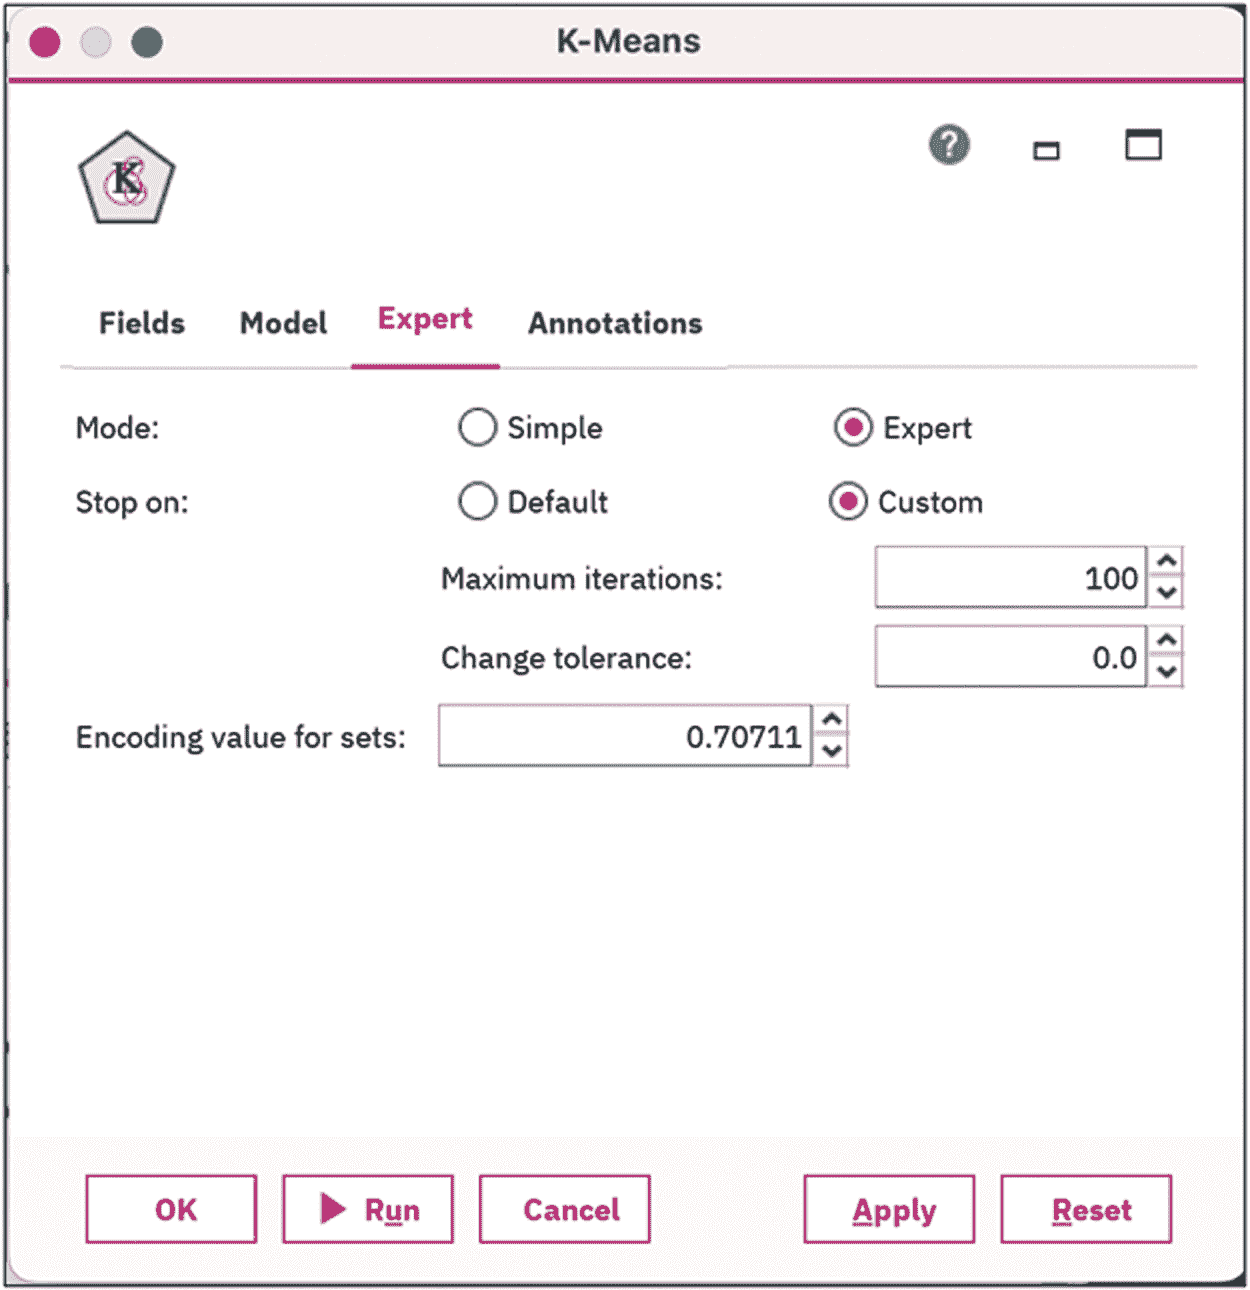 K-Means
?
K
Fields Model Expert Annotations
Mode: Simple Expert
Stop on: Default Custom
Maximum iterations: 100
Change tolerance: 0.0
Encoding value for sets: 0.70711
OK Run Cancel Apply Reset